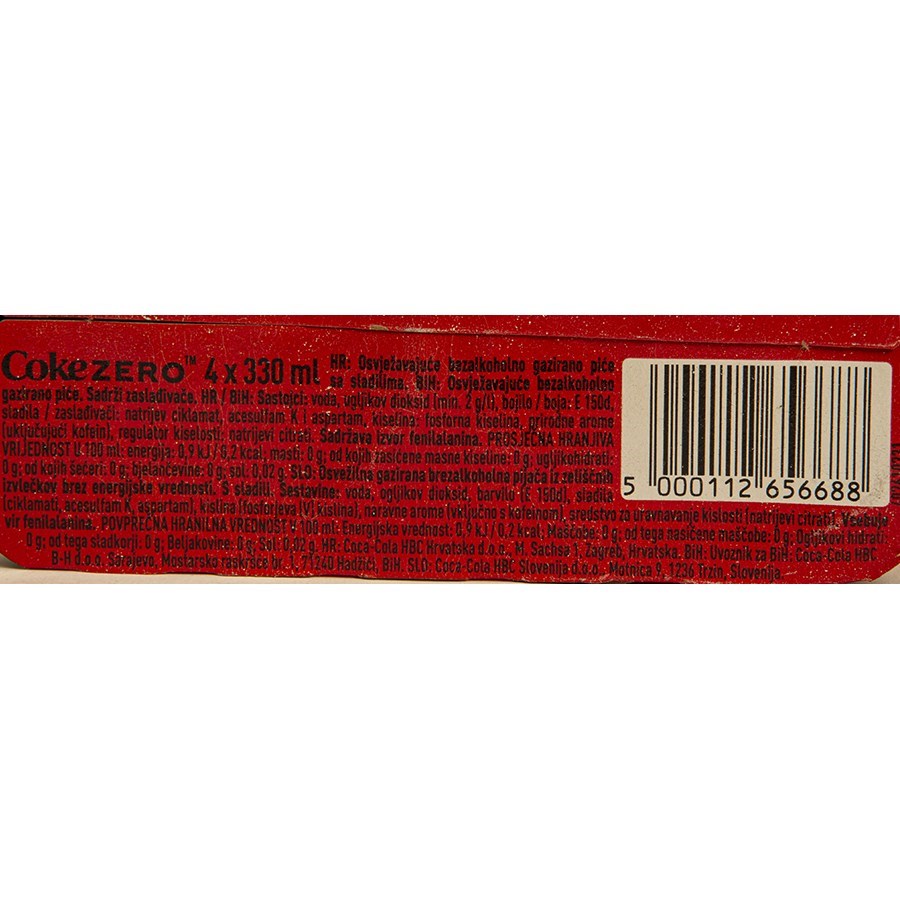 CokeZERO™ 4 x 330 ml HR: Osvježavajuće bezalkoholno gazirano piće
sa sladilima. BiH: Osvježavajuće bezalkoholno
gazirano piće. Sadrži zaslađivače. HR / BiH: Sastojci: voda, ugljikov dioksid (min. 2 g/l), bojilo / boja: E 150d,
sladila / zaslađivači: natrijev ciklamat, acesulfam K i aspartam, kiselina: fosforna kiselina, prirodne arome
(uključujući kofein), regulator kiselosti: natrijevi citrati. Sadržava izvor fenilalanina. PROSJEČNA HRANJIVA
VRIJEDNOST U 100 ml: energija: 0,9 kJ / 0,2 kcal, masti: 0 g; od kojih zasićene masne kiseline: 0 g; ugljikohidrati:
0 g; od kojih šećeri: 0 g; bjelančevine: 0 g, sol: 0,02 g. SLO: Osvežilna gazirana brezalkoholna pijača iz zeliščnih
izvlečkov brez energijske vrednosti. S sladili. Sestavine: voda, ogljikov dioksid, barvilo (E 150d), sladila
(ciklamati, acesulfam K, aspartam), kislina (fosforjeva (V) kislina), naravne arome (vključno s kofeinom), sredstvo za uravnavanje kislosti (natrijevi citrati). Vsebuje
vir fenilalanina. POVPREČNA HRANILNA VREDNOST V 100 ml: Energijska vrednost: 0,9 kJ / 0,2 kcal, Maščobe: 0 g; od tega nasičene maščobe: 0 g; Ogljikovi hidrati:
0 g; od tega sladkorji: 0 g; Beljakovine: 0 g; Sol: 0,02 g. HR: Coca-Cola HBC Hrvatska d.o.o., M. Sachsa 1, Zagreb, Hrvatska. BiH: Uvoznik za BiH: Coca-Cola HBC
B-H d.o.o. Sarajevo, Mostarsko raskršće br. 1, 71240 Hadžići, BiH. SLO: Coca-Cola HBC Slovenija d.o.o., Motnica 9, 1236 Trzin, Slovenija.
5 000112 656688